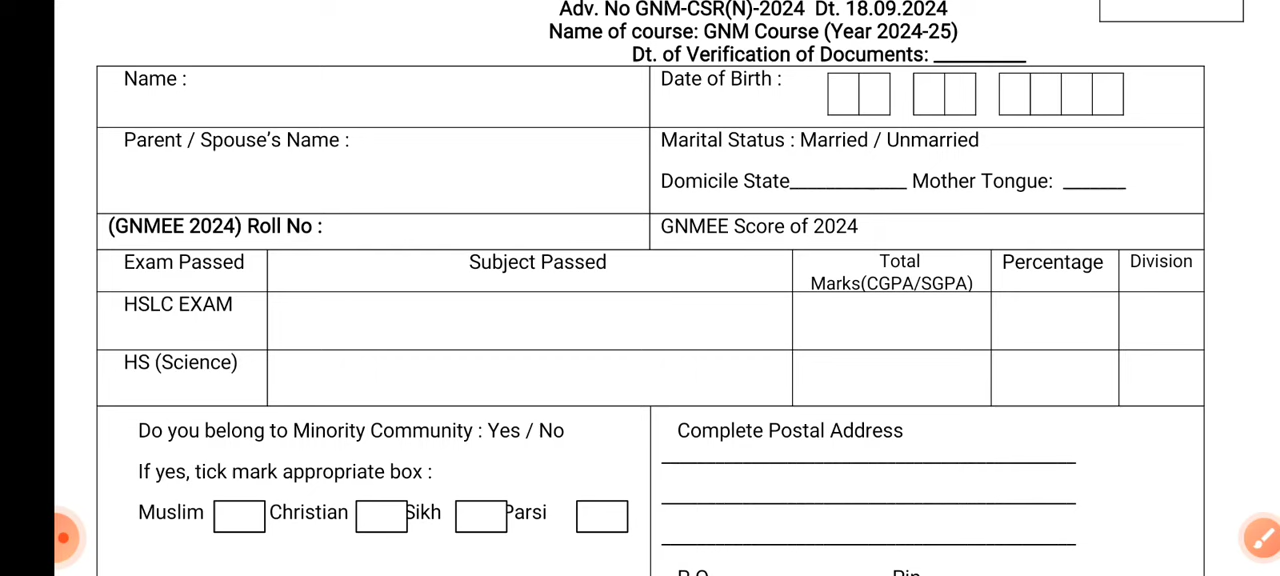 Adv. No GNM-CSR(N)-2024 Dt. 18.09.2024
Name of course: GNM Course (Year 2024-25)
Dt. of Verification of Documents: _________
Name :
Date of Birth :
Parent / Spouse’s Name :
Marital Status : Married / Unmarried
Domicile State___________ Mother Tongue: ______
(GNMEE 2024) Roll No :
GNMEE Score of 2024
Exam Passed
Subject Passed
Total
Marks(CGPA/SGPA)
Percentage
Division
HSLC EXAM
HS (Science)
Do you belong to Minority Community : Yes / No
If yes, tick mark appropriate box :
Muslim Christian Sikh Parsi
Complete Postal Address